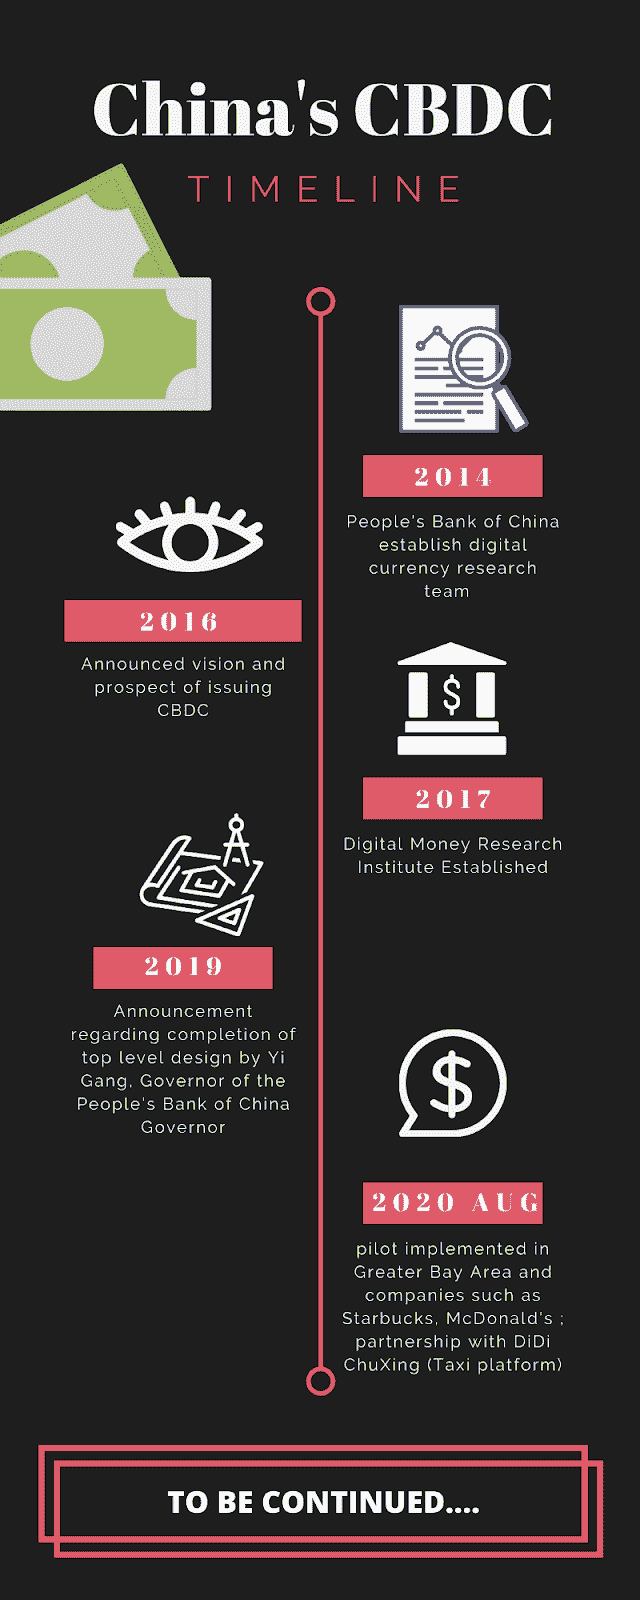 China's CBDC
TIMELINE
2014
People's Bank of China
establish digital
currency research
team
2016
Announced vision and
prospect of issuing
CBDC
$
2017
Digital Money Research
Institute Established
2019
Announcement
regarding completion of
top level design by Yi
Gang, Governor of the
People's Bank of China
Governor
$
2020 AUG
pilot implemented in
Greater Bay Area and
companies such as
Starbucks, McDonald's ;
partnership with DiDi
ChuXing (Taxi platform)
TO BE CONTINUED....